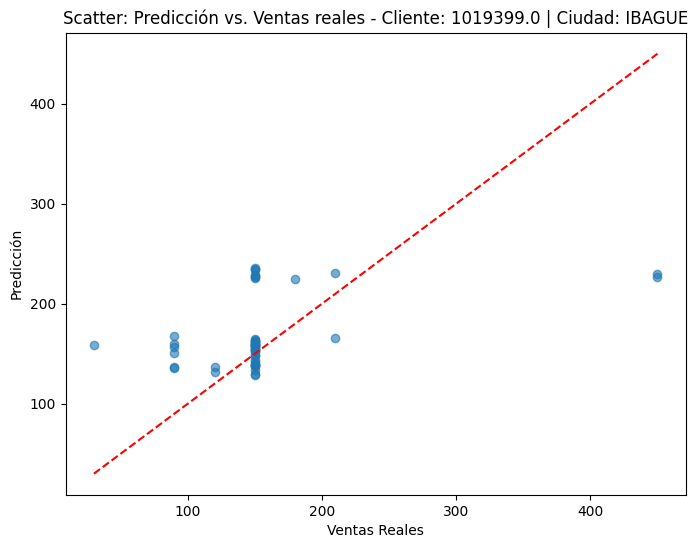 Scatter: Predicción vs. Ventas reales - Cliente: 1019399.0 | Ciudad: IBAGUE
400
300
200
100
Predicción
100 200 300 400
Ventas Reales